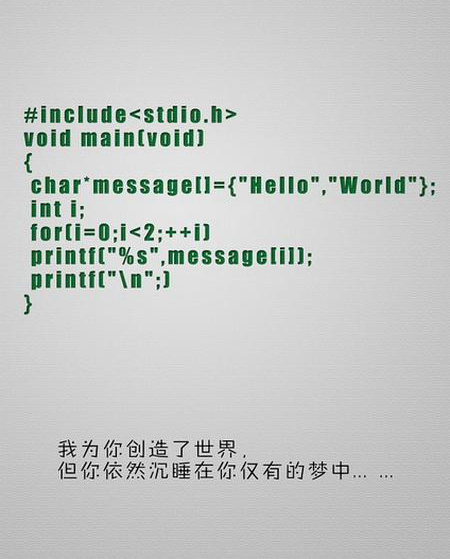 #include<stdio.h>
void main(void)
{
char*message[]={"Hello","World"};
int i;
for(i=0;i<2;++i)
printf("%s",message[i]);
printf("\n";)
}
我为你创造了世界，
但你依然沉睡在你仅有的梦中... ...